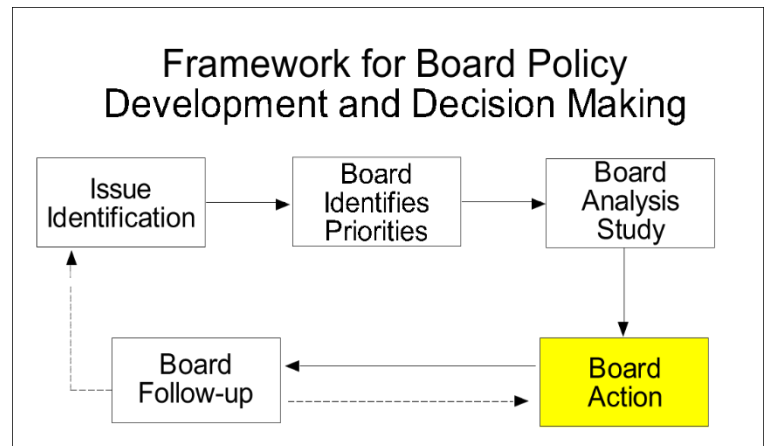 Framework for Board Policy
Development and Decision Making
Issue
Identification
Board
Identifies
Priorities
Board
Analysis
Study
Board
Follow-up
Board
Action